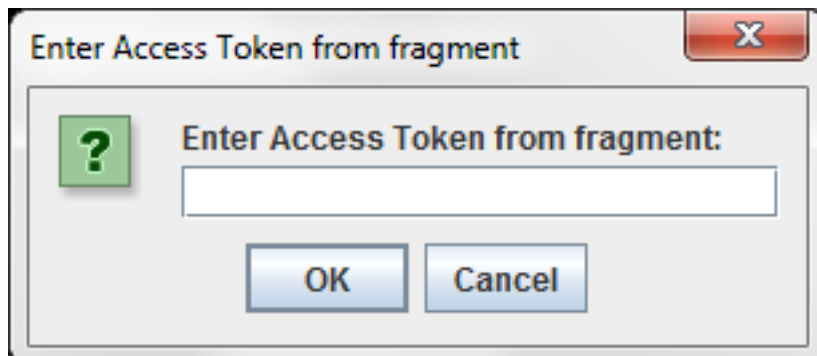 Enter Access Token from fragment
Enter Access Token from fragment:
OK
Cancel